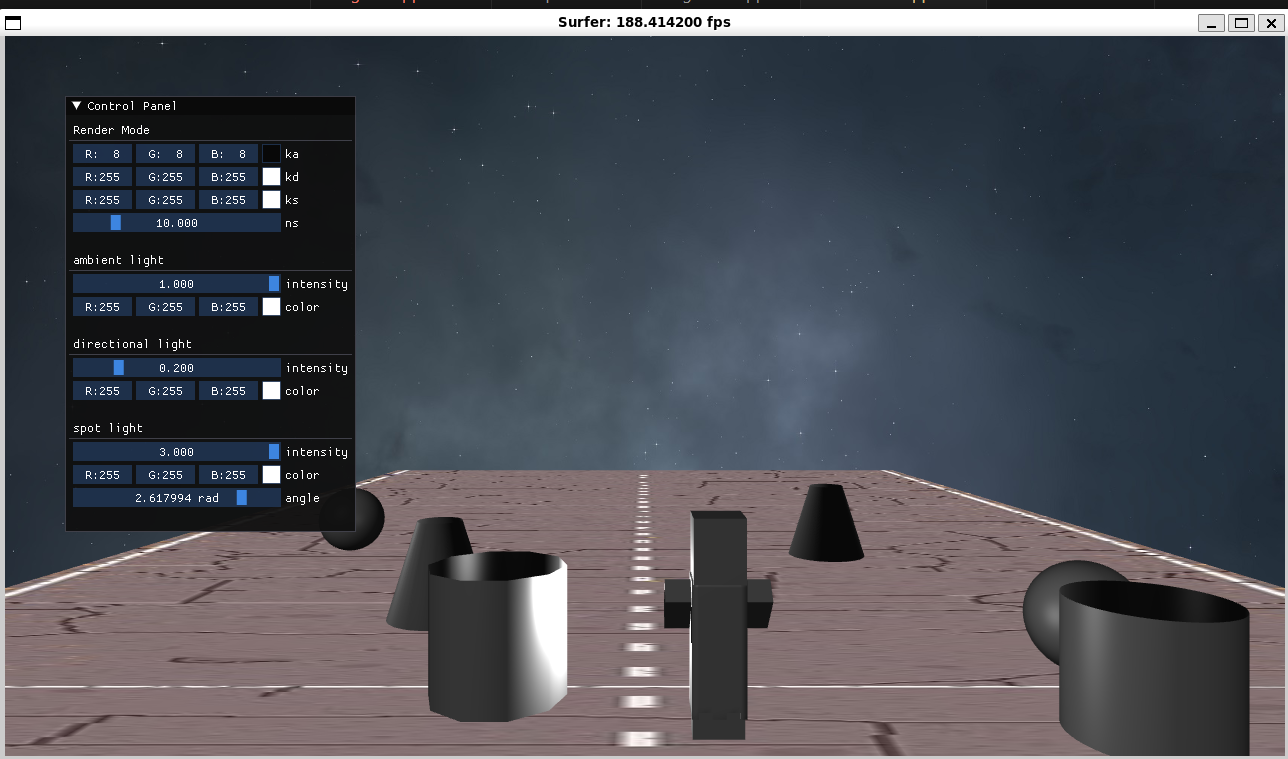 Surfer: 188.414200 fps
Control Panel
Render Mode
R: 8 G: 8 B: 8 ka
R:255 G:255 B:255 kd
R:255 G:255 B:255 ks
10.000 ns
ambient light
1.000 intensity
R:255 G:255 B:255 color
directional light
0.200 intensity
R:255 G:255 B:255 color
spot light
3.000 intensity
R:255 G:255 B:255 color
2.617994 rad angle